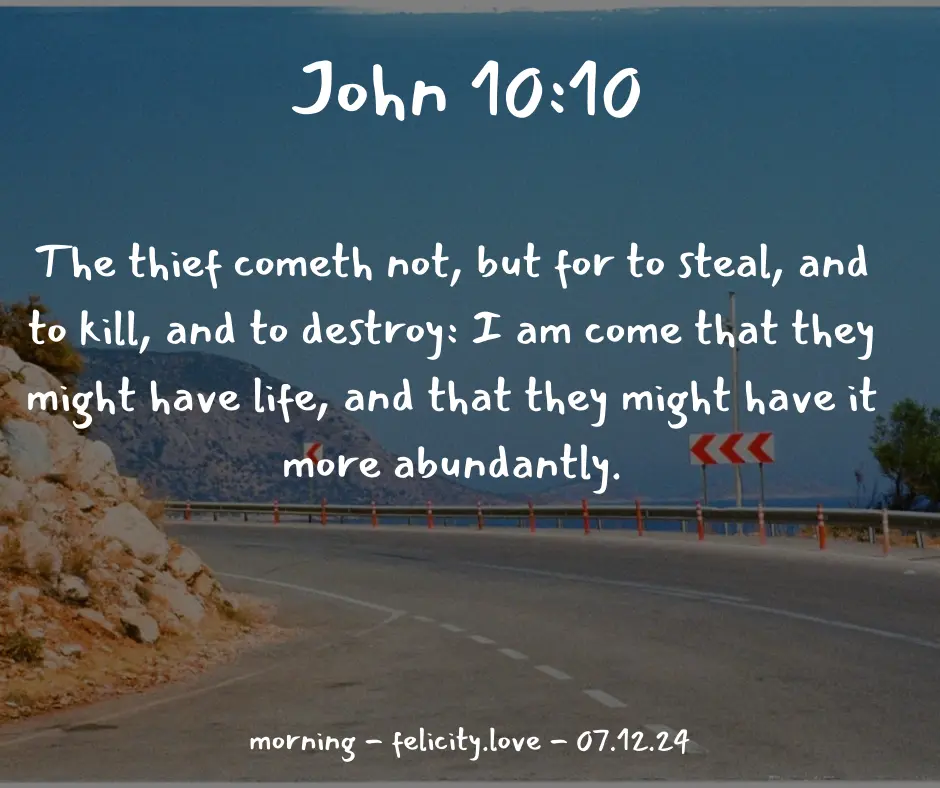 John 10:10
The thief cometh not, but for to steal, and
to kill, and to destroy: I am come that they
might have life, and that they might have it
more abundantly.
morning - felicity.love - 07.12.24